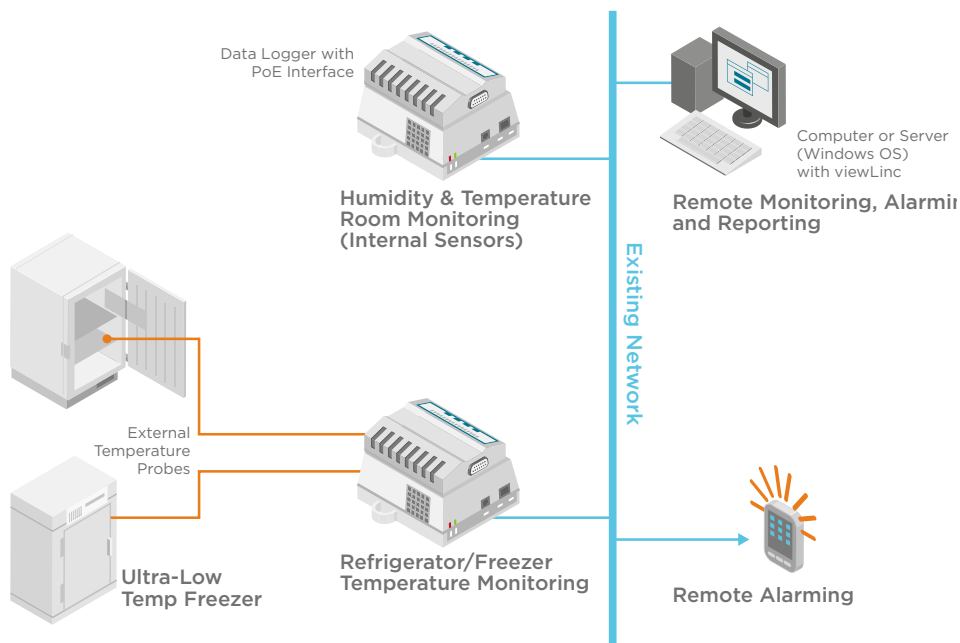 Data Logger with
PoE Interface
Humidity & Temperature
Room Monitoring
(Internal Sensors)
Computer or Server
(Windows OS)
with viewLinc
Remote Monitoring, Alarmin
and Reporting
Existing Network
External
Temperature
Probes
Ultra-Low
Temp Freezer
Refrigerator/Freezer
Temperature Monitoring
Remote Alarming